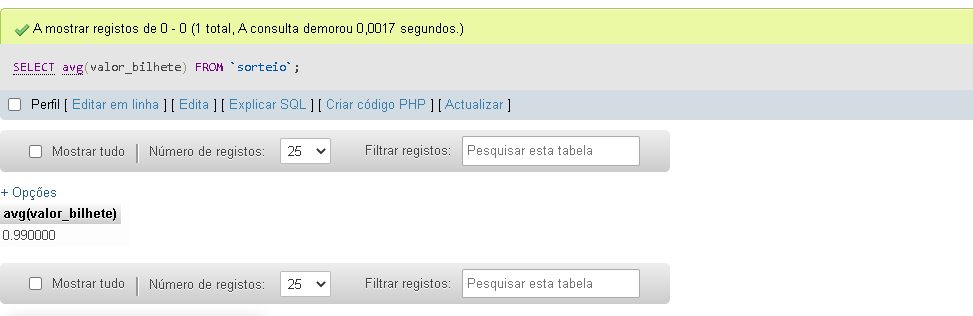 A mostrar registos de 0 - 0 (1 total, A consulta demorou 0,0017 segundos.)
SELECT avg(valor_bilhete) FROM `sorteio`;
Perfil [ Editar em linha ] [ Edita ] [ Explicar SQL ] [ Criar código PHP ] [ Actualizar ]
Mostrar tudo | Número de registos: 25 Filtrar registos: Pesquisar esta tabela
+ Opções
avg(valor_bilhete)
0.990000
Mostrar tudo | Número de registos: 25 Filtrar registos: Pesquisar esta tabela